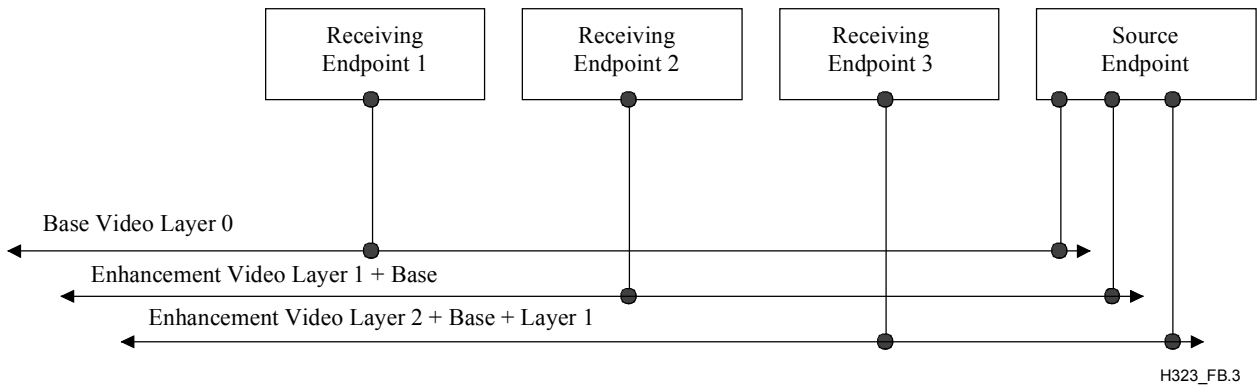 Receiving
Endpoint 1
Receiving
Endpoint 2
Receiving
Endpoint 3
Source
Endpoint
Base Video Layer 0
Enhancement Video Layer 1 + Base
Enhancement Video Layer 2 + Base + Layer 1
H323_FB.3